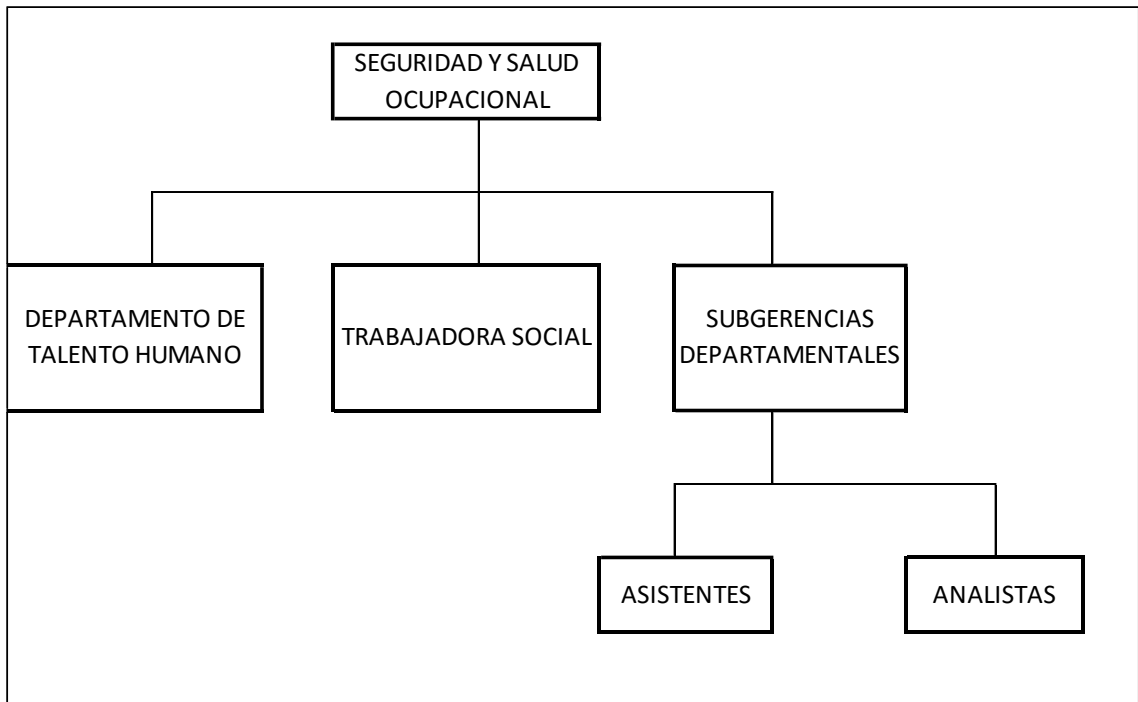 SEGURIDAD Y SALUD
OCUPACIONAL
DEPARTAMENTO DE
TALENTO HUMANO
TRABAJADORA SOCIAL
SUBGERENCIAS
DEPARTAMENTALES
ASISTENTES
ANALISTAS